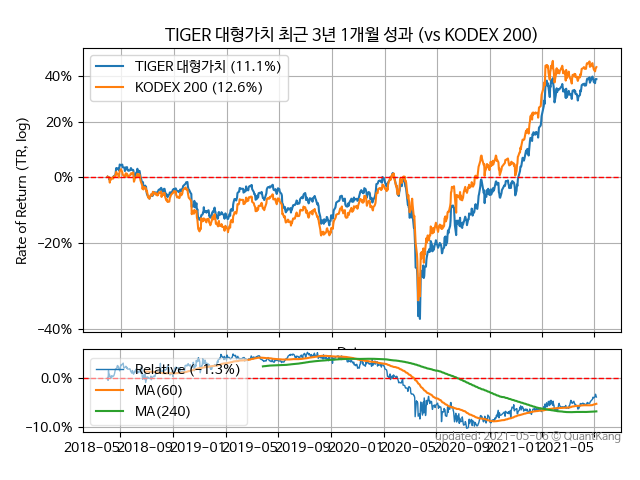 TIGER 대형가치 최근 3년 1개월 성과 (vs KODEX 200)
Rate of Return (TR, log)
40%
20%
0%
−20%
−40%
TIGER 대형가치 (11.1%)
KODEX 200 (12.6%)
0.0%
−10.0%
Relative (−1.3%)
MA(60)
MA(240)
2018-05 2018-09 2019-01 2019-05 2019-09 2020-01 2020-05 2020-09 2021-01 2021-05
updated: 2021-05-06 © QuantKang